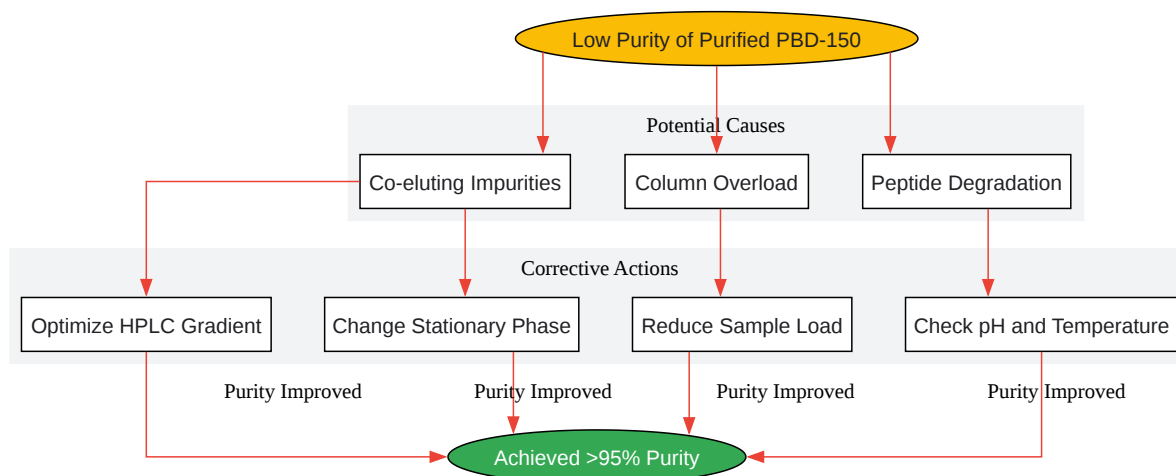 Low Purity of Purified PBD-150
Potential Causes
Co-eluting Impurities
Column Overload
Peptide Degradation
Corrective Actions
Optimize HPLC Gradient
Change Stationary Phase
Reduce Sample Load
Check pH and Temperature
Purity Improved
Purity Improved
Purity Improved
Purity Improved
Achieved >95% Purity